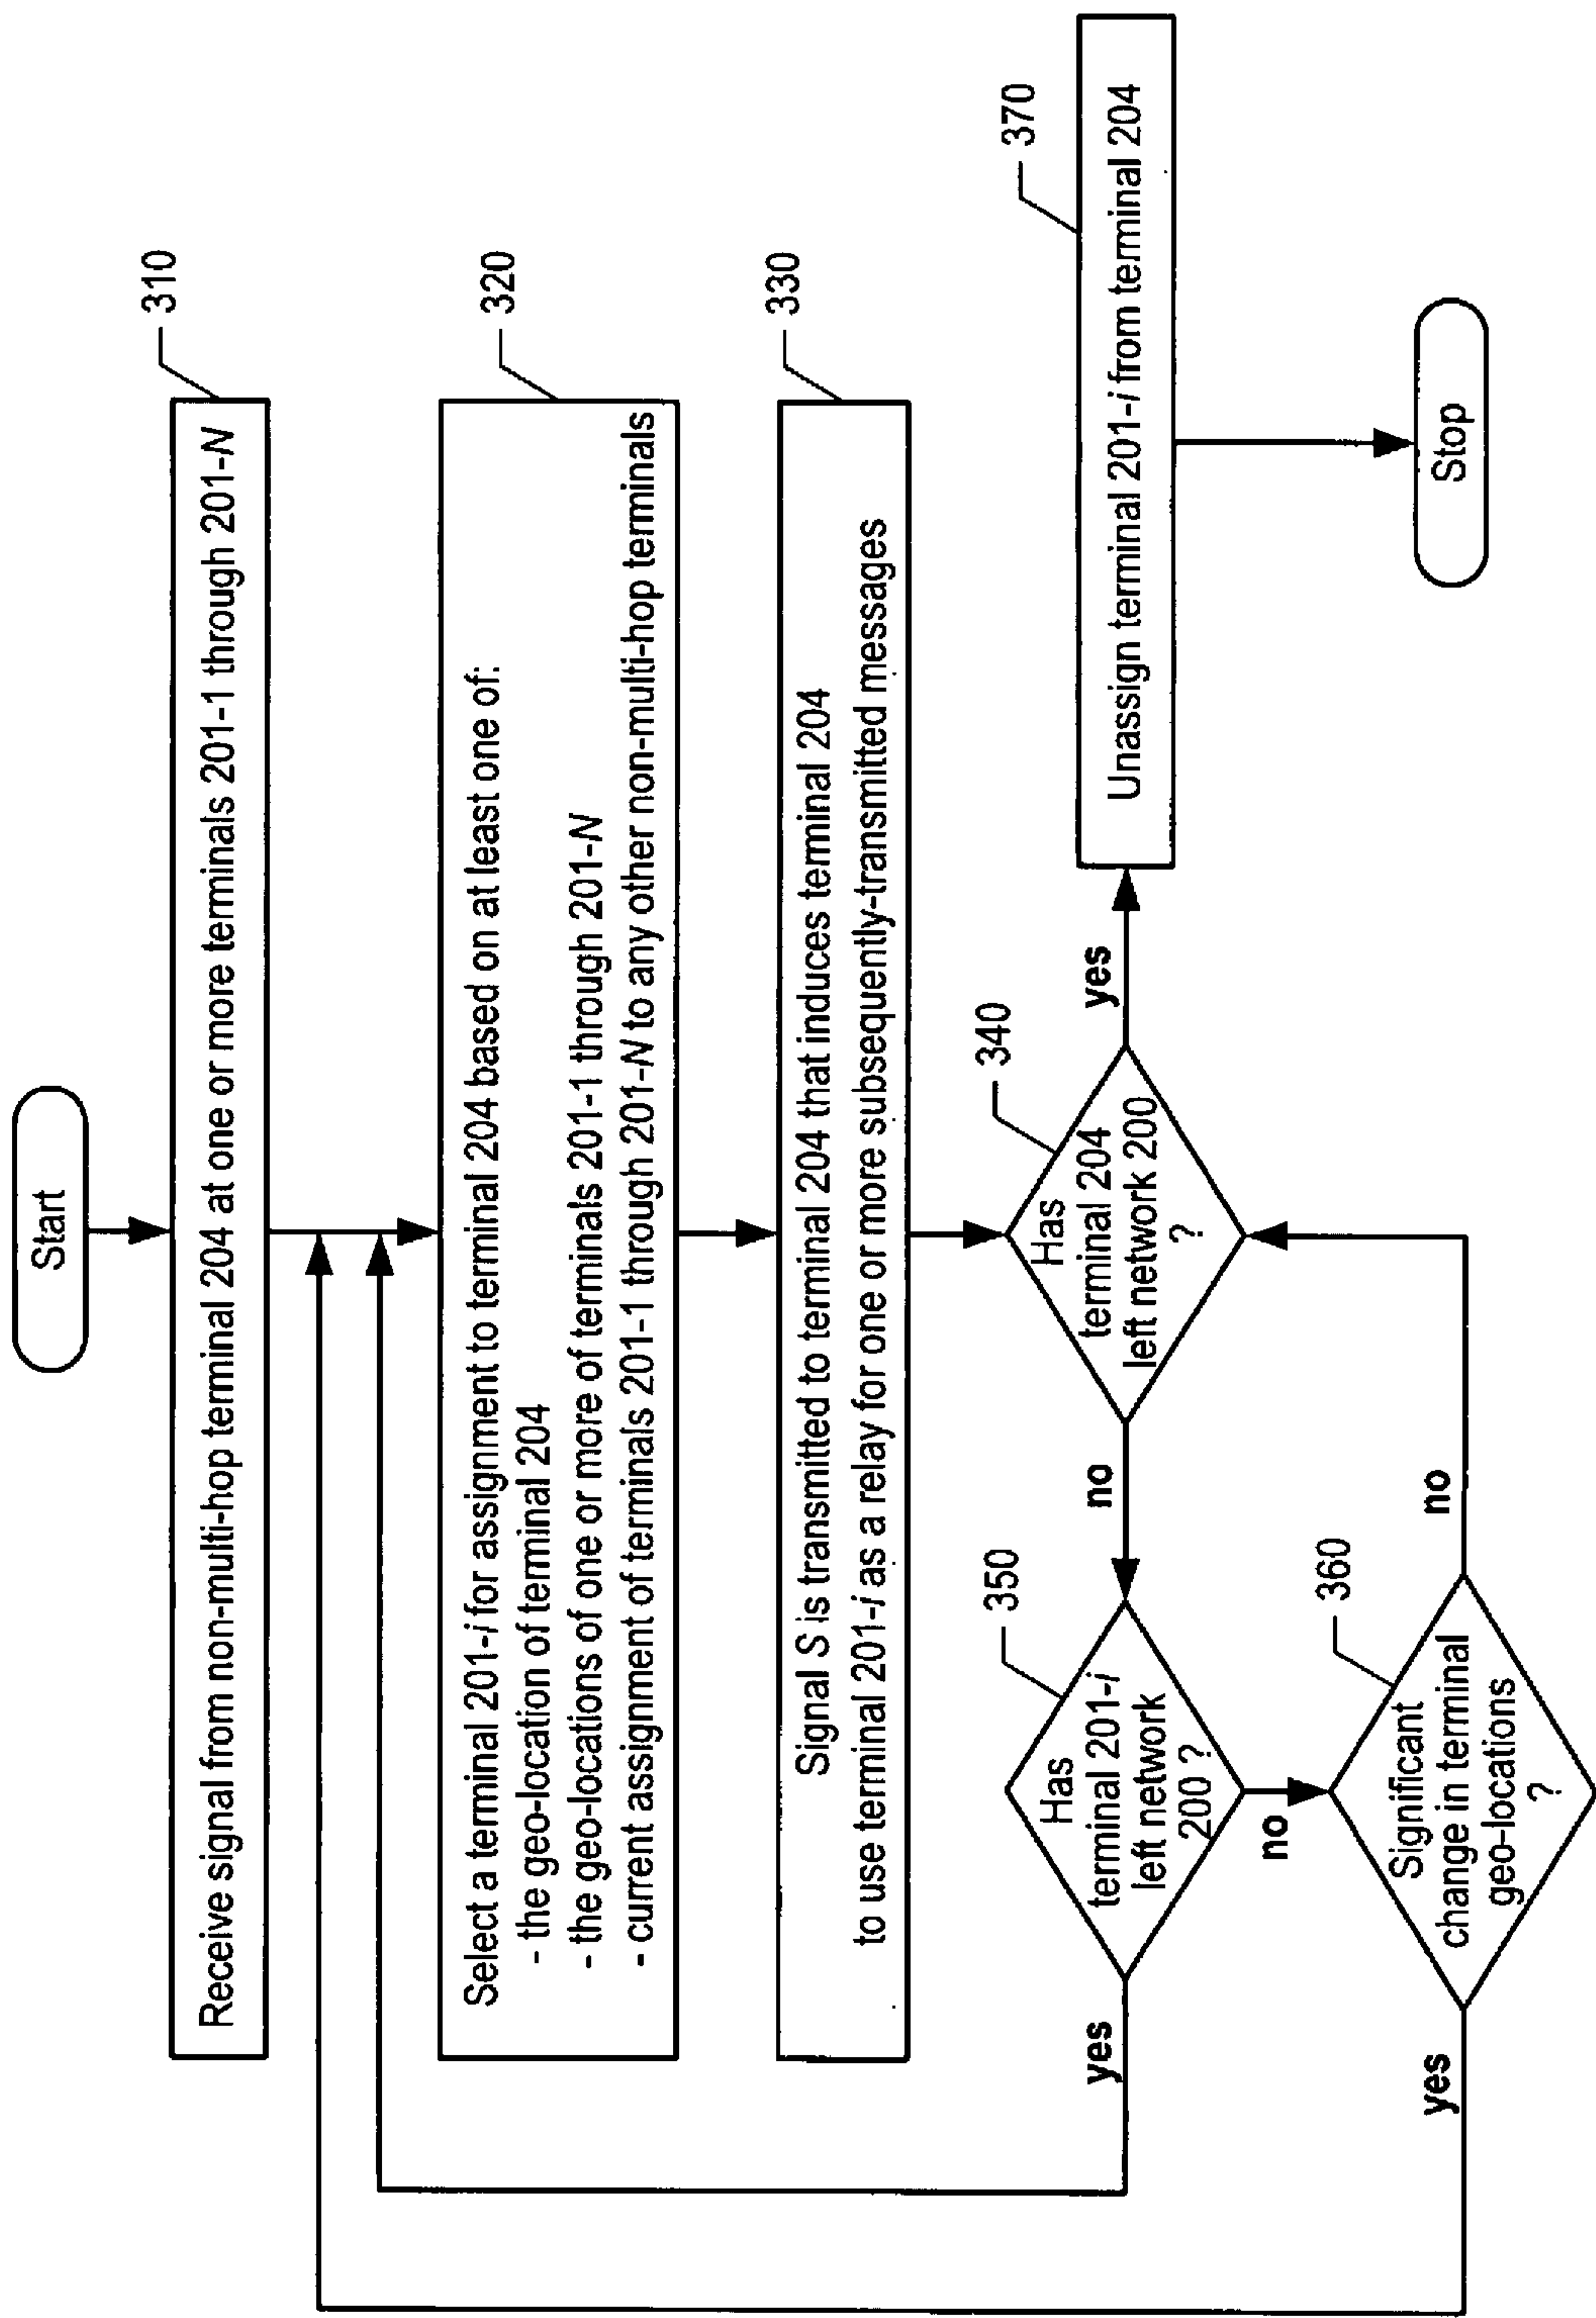 Start
310
Receive signal from non-multi-hop terminal 204 at one or more terminals 201-1 through 201-N
320
Select a terminal 201-i for assignment to terminal 204 based on at least one of:
- the geo-location of terminal 204
- the geo-locations of one or more of terminals 201-1 through 201-N
- current assignment of terminals 201-1 through 201-N to any other non-multi-hop terminals
330
Signal S is transmitted to terminal 204 that induces terminal 204
to use terminal 201-i as a relay for one or more subsequently-transmitted messages
340
Has
terminal 204
left network 200
?
yes
no
370
Unassign terminal 201-i from terminal 204
Stop
350
Has
terminal 201-i
left network
200 ?
yes
no
360
Significant
change in terminal
geo-locations
?
yes
no